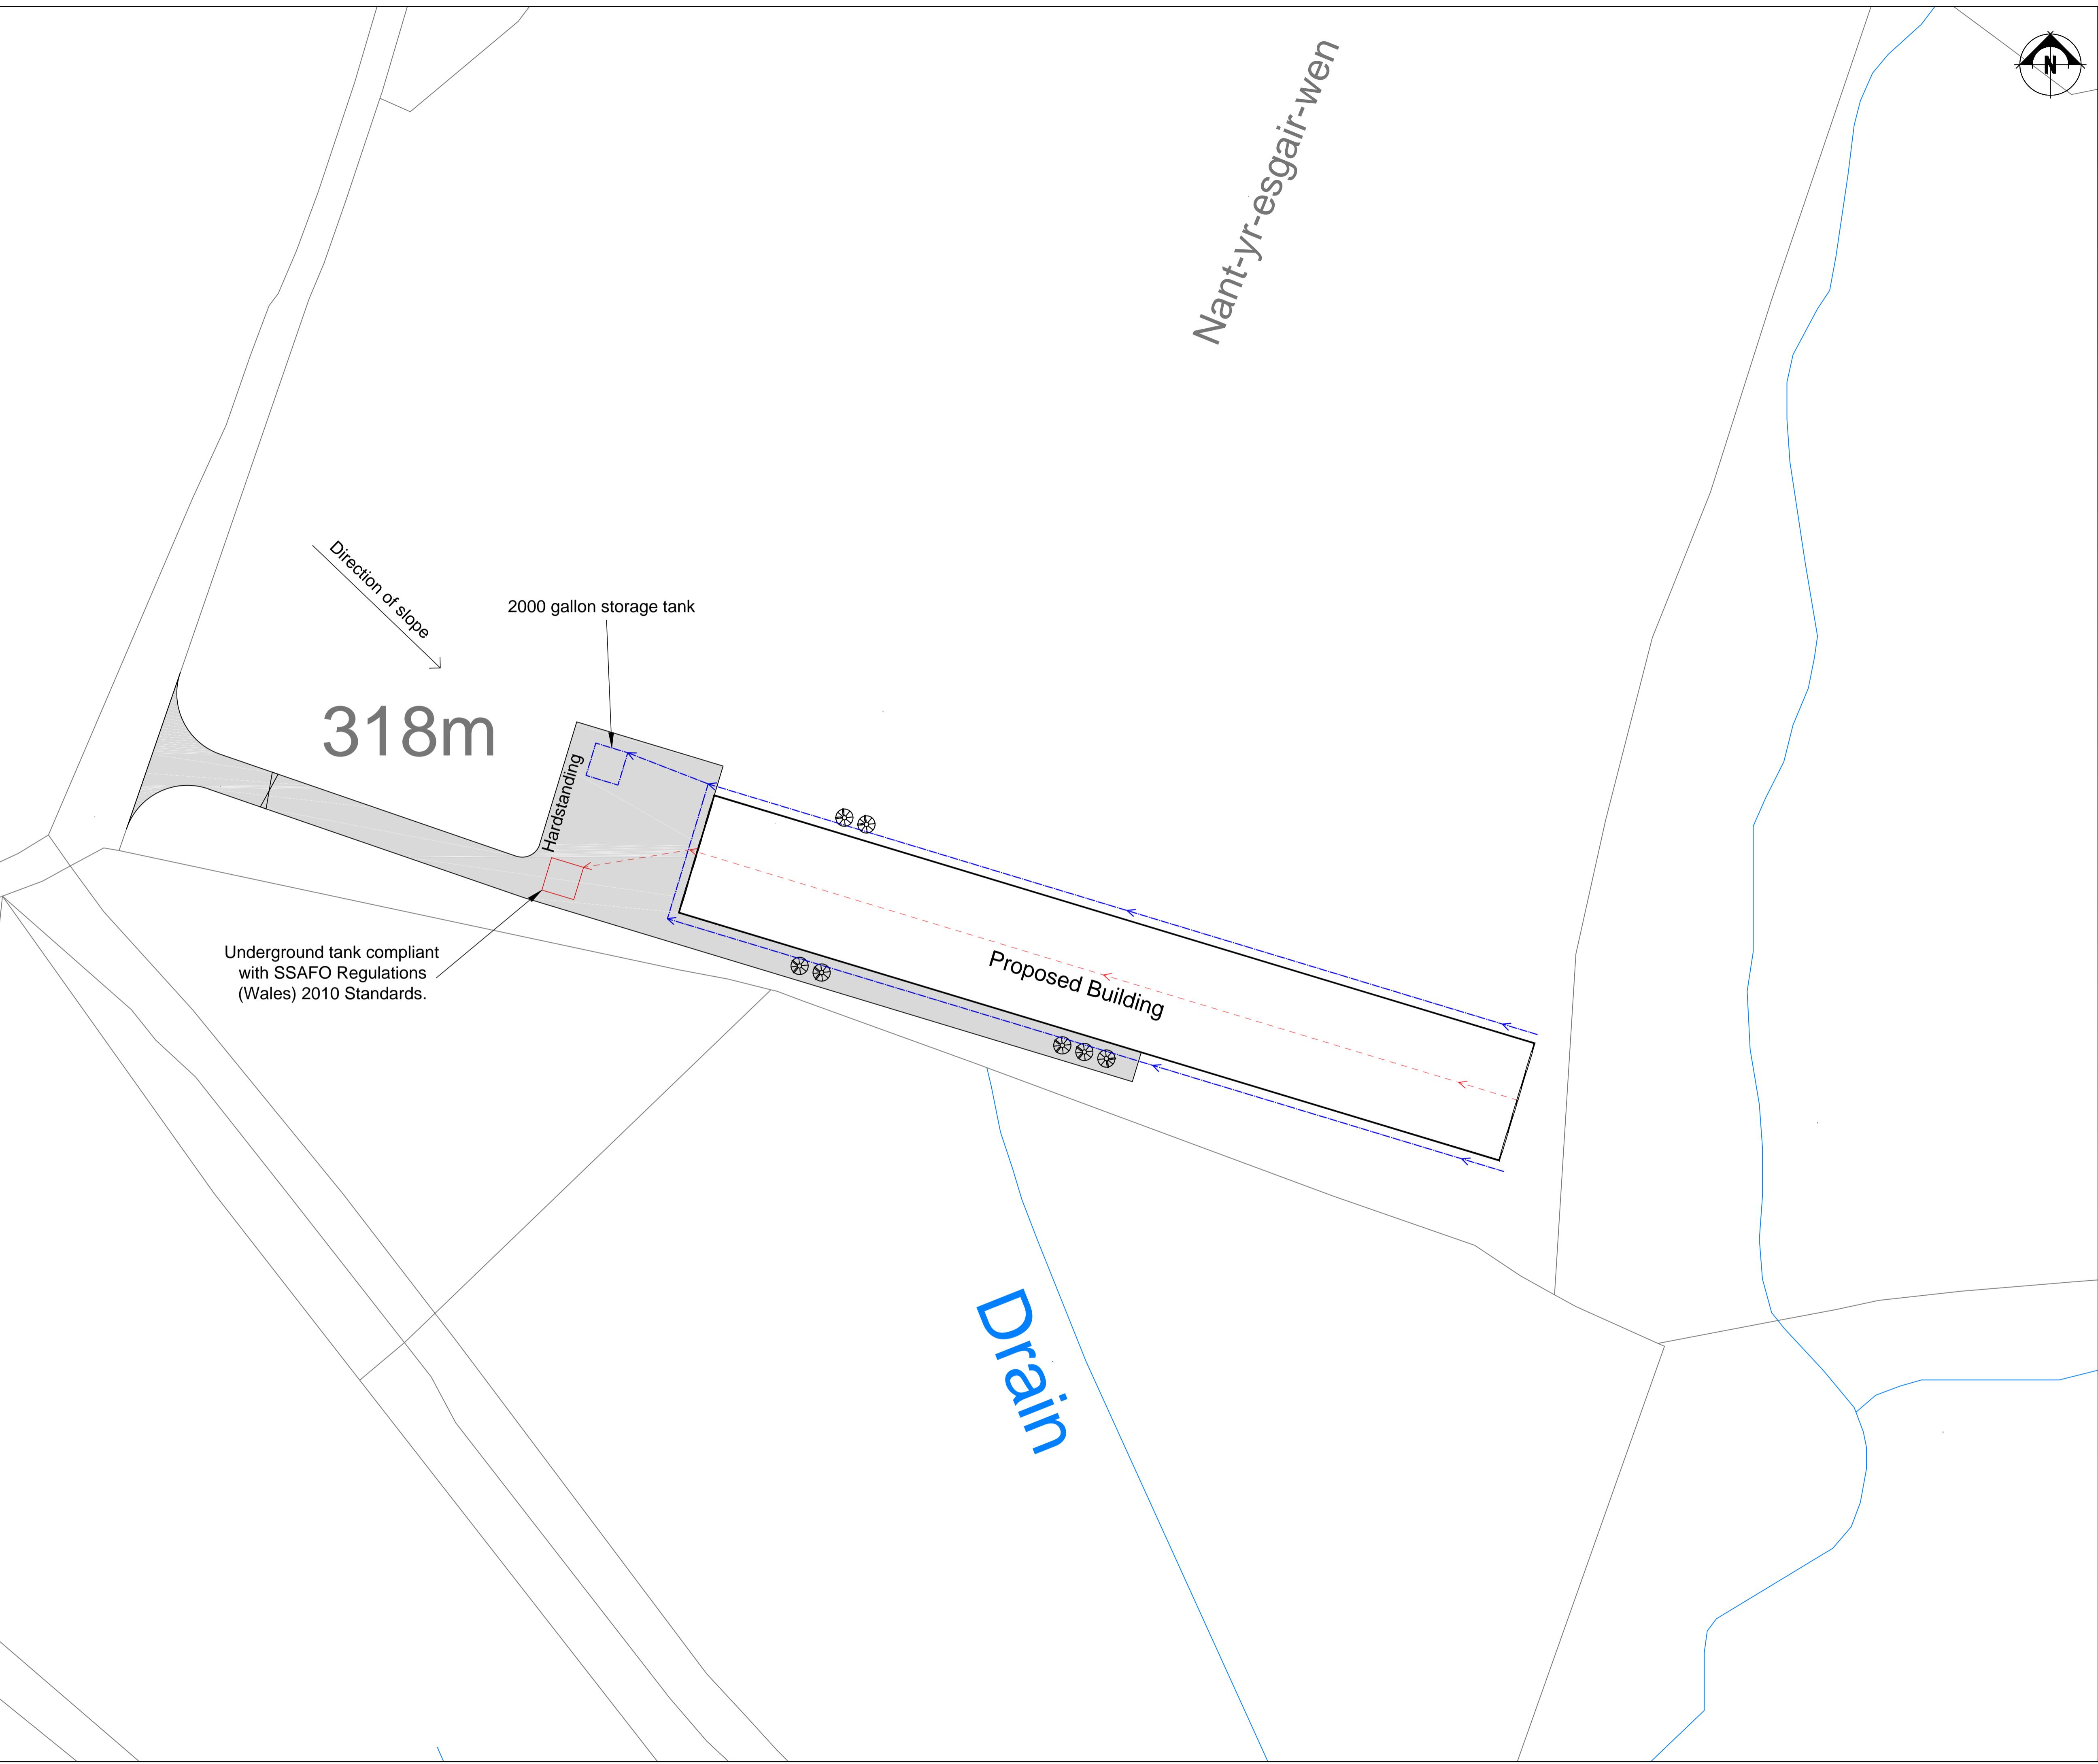 N
Nant-yr-esgair-wen
Direction of slope
2000 gallon storage tank
318m
Hardstanding
Underground tank compliant
with SSAFO Regulations
(Wales) 2010 Standards.
Proposed Building
Drain